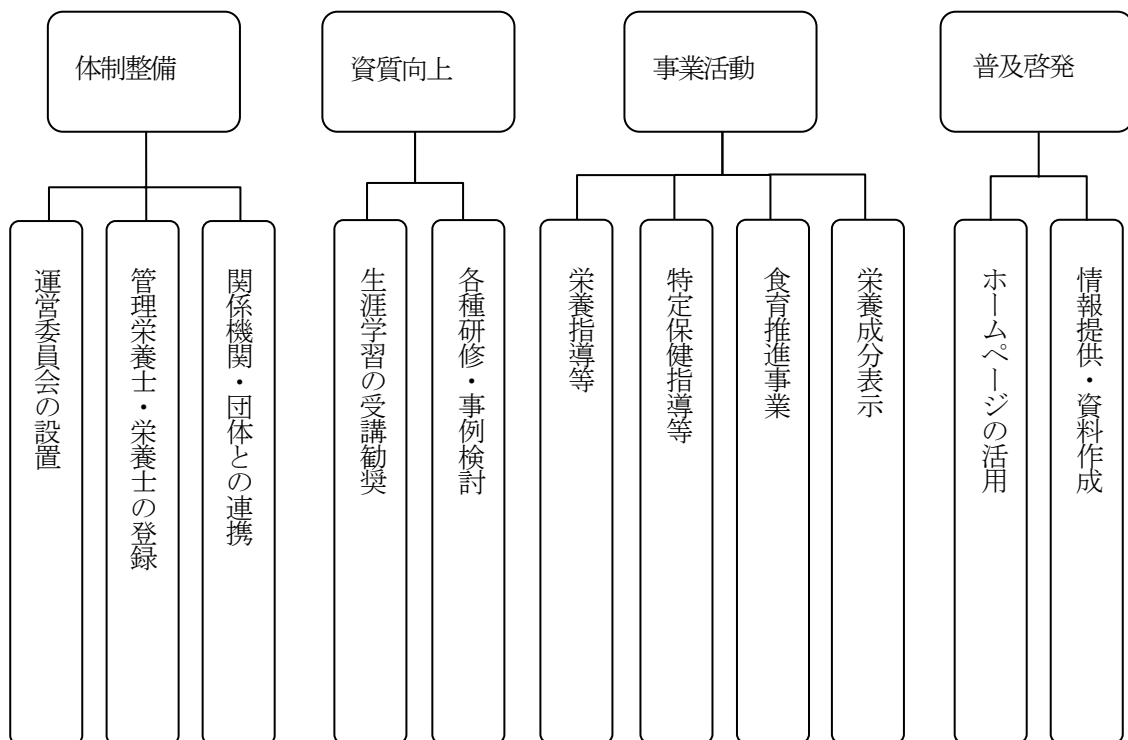 体制整備
資質向上
事業活動
普及啓発
運営委員会の設置
管理栄養士・栄養士の登録
関係機関・団体との連携
生涯学習の受講勧奨
各種研修・事例検討
栄養指導等
特定保健指導等
食育推進事業
栄養成分表示
ホームページの活用
情報提供・資料作成